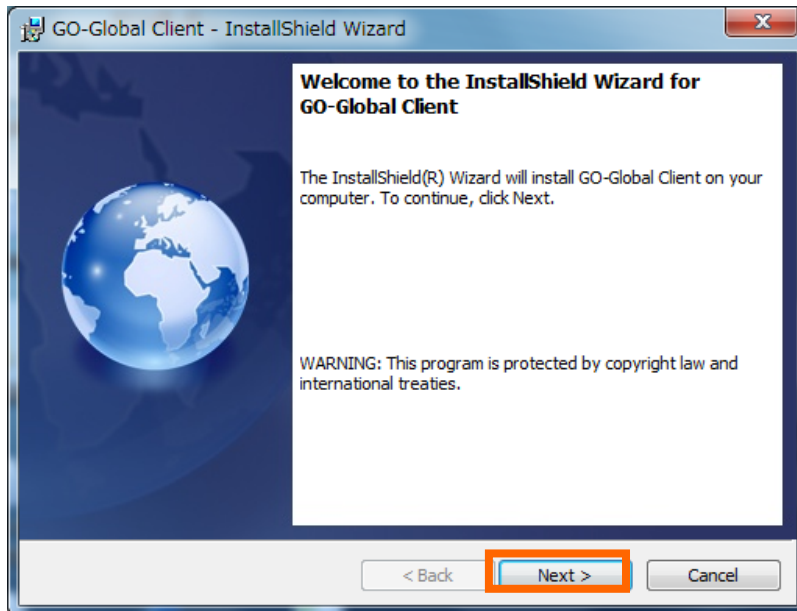 GO-Global Client - InstallShield Wizard
Welcome to the InstallShield Wizard for
GO-Global Client
The InstallShield(R) Wizard will install GO-Global Client on your
computer. To continue, click Next.
WARNING: This program is protected by copyright law and
international treaties.
< Back
Next >
Cancel